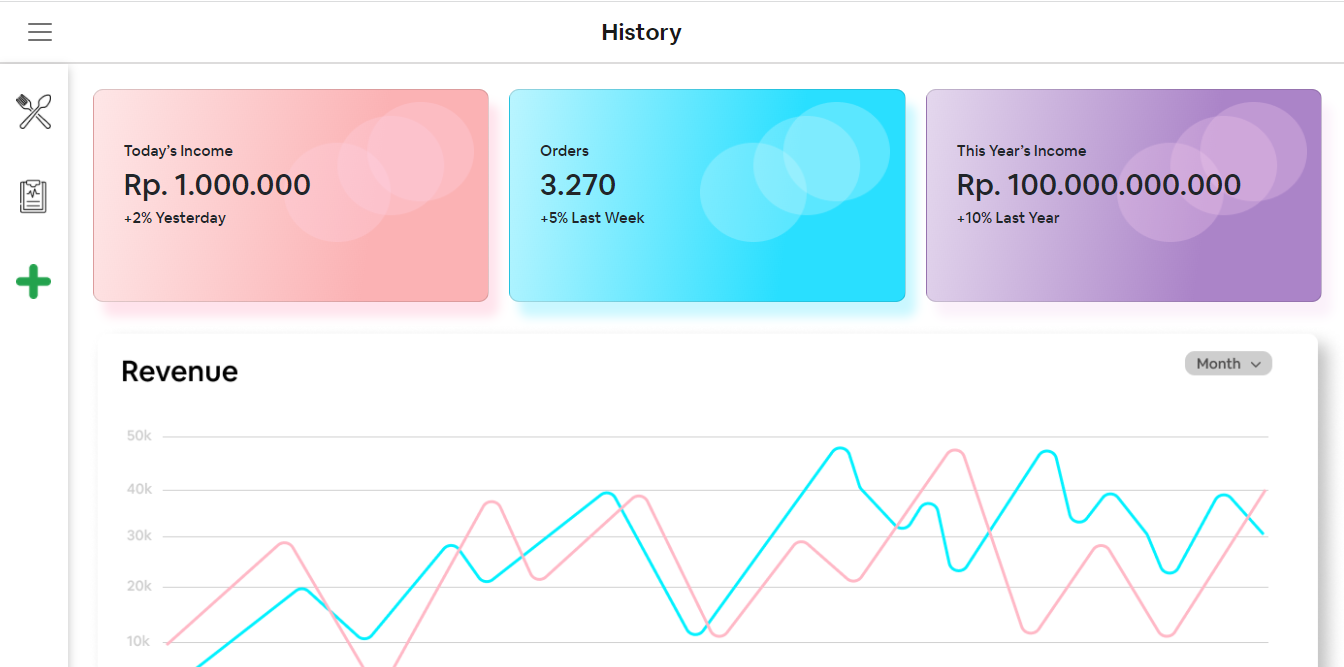 History
Today's Income
Rp. 1.000.000
+2% Yesterday
Orders
3.270
+5% Last Week
This Year's Income
Rp. 100.000.000.000
+10% Last Year
Revenue
Month
50k
40k
30k
20k
10k